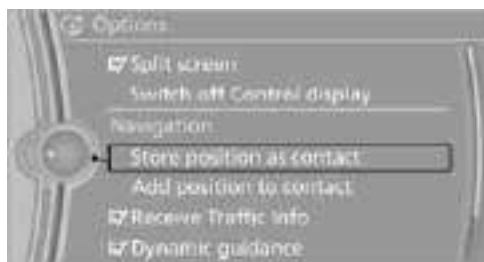 Options
Split screen
Switch off Control display
Navigation
Store position as contact
Add position to contact
Receive Traffic Info
Dynamic guidance